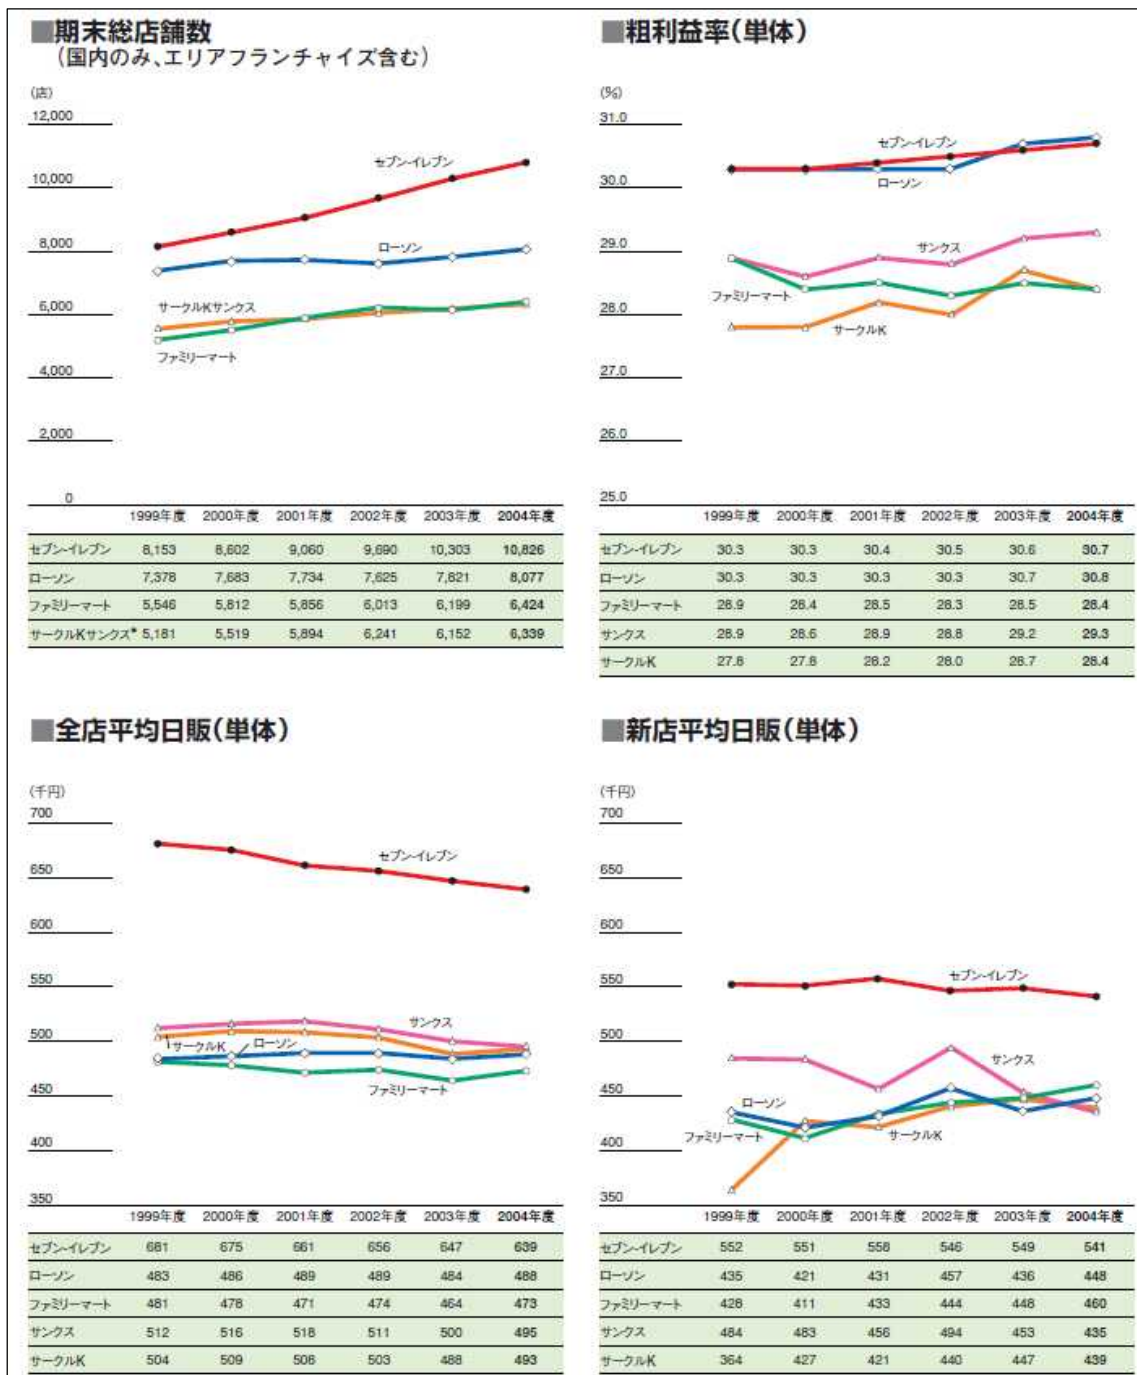 ■期末総店舗数
(国内のみ、エリアフランチャイズ含む)
(店)
12,000
10,000
8,000
6,000
4,000
2,000
0
セブン-イレブン
ローソン
サークルKサンクス
ファミリーマート
1999年度 2000年度 2001年度 2002年度 2003年度 2004年度
セブン-イレブン 8,153 8,602 9,060 9,690 10,303 10,826
ローソン 7,378 7,683 7,734 7,625 7,821 8,077
ファミリーマート 5,546 5,812 5,856 6,013 6,199 6,424
サークルKサンクス* 5,181 5,519 5,894 6,241 6,152 6,339
■粗利益率(単体)
(%)
31.0
30.0
29.0
28.0
27.0
26.0
25.0
セブン-イレブン
ローソン
サンクス
ファミリーマート
サークルK
1999年度 2000年度 2001年度 2002年度 2003年度 2004年度
セブン-イレブン 30.3 30.3 30.4 30.5 30.6 30.7
ローソン 30.3 30.3 30.3 30.3 30.7 30.8
ファミリーマート 28.9 28.4 28.5 28.3 28.5 28.4
サンクス 28.9 28.6 28.9 28.8 29.2 29.3
サークルK 27.8 27.8 28.2 28.0 28.7 28.4
■全店平均日販(単体)
(千円)
700
650
600
550
500
450
400
350
セブン-イレブン
サンクス
サークルK
ローソン
ファミリーマート
1999年度 2000年度 2001年度 2002年度 2003年度 2004年度
セブン-イレブン 681 675 661 656 647 639
ローソン 483 486 489 489 484 488
ファミリーマート 481 478 471 474 464 473
サンクス 512 516 518 511 500 495
サークルK 504 509 508 503 488 493
■新店平均日販(単体)
(千円)
700
650
600
550
500
450
400
350
セブン-イレブン
サンクス
ローソン
ファミリーマート
サークルK
1999年度 2000年度 2001年度 2002年度 2003年度 2004年度
セブン-イレブン 552 551 558 546 549 541
ローソン 435 421 431 457 436 448
ファミリーマート 428 411 433 444 448 460
サンクス 484 483 456 494 453 435
サークルK 364 427 421 440 447 439